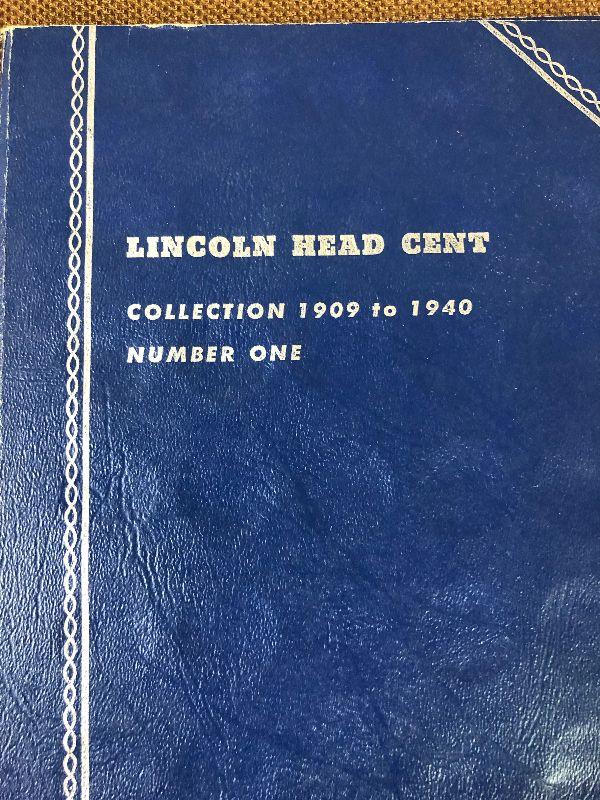 LINCOLN HEAD CENT
COLLECTION 1909 to 1940
NUMBER ONE